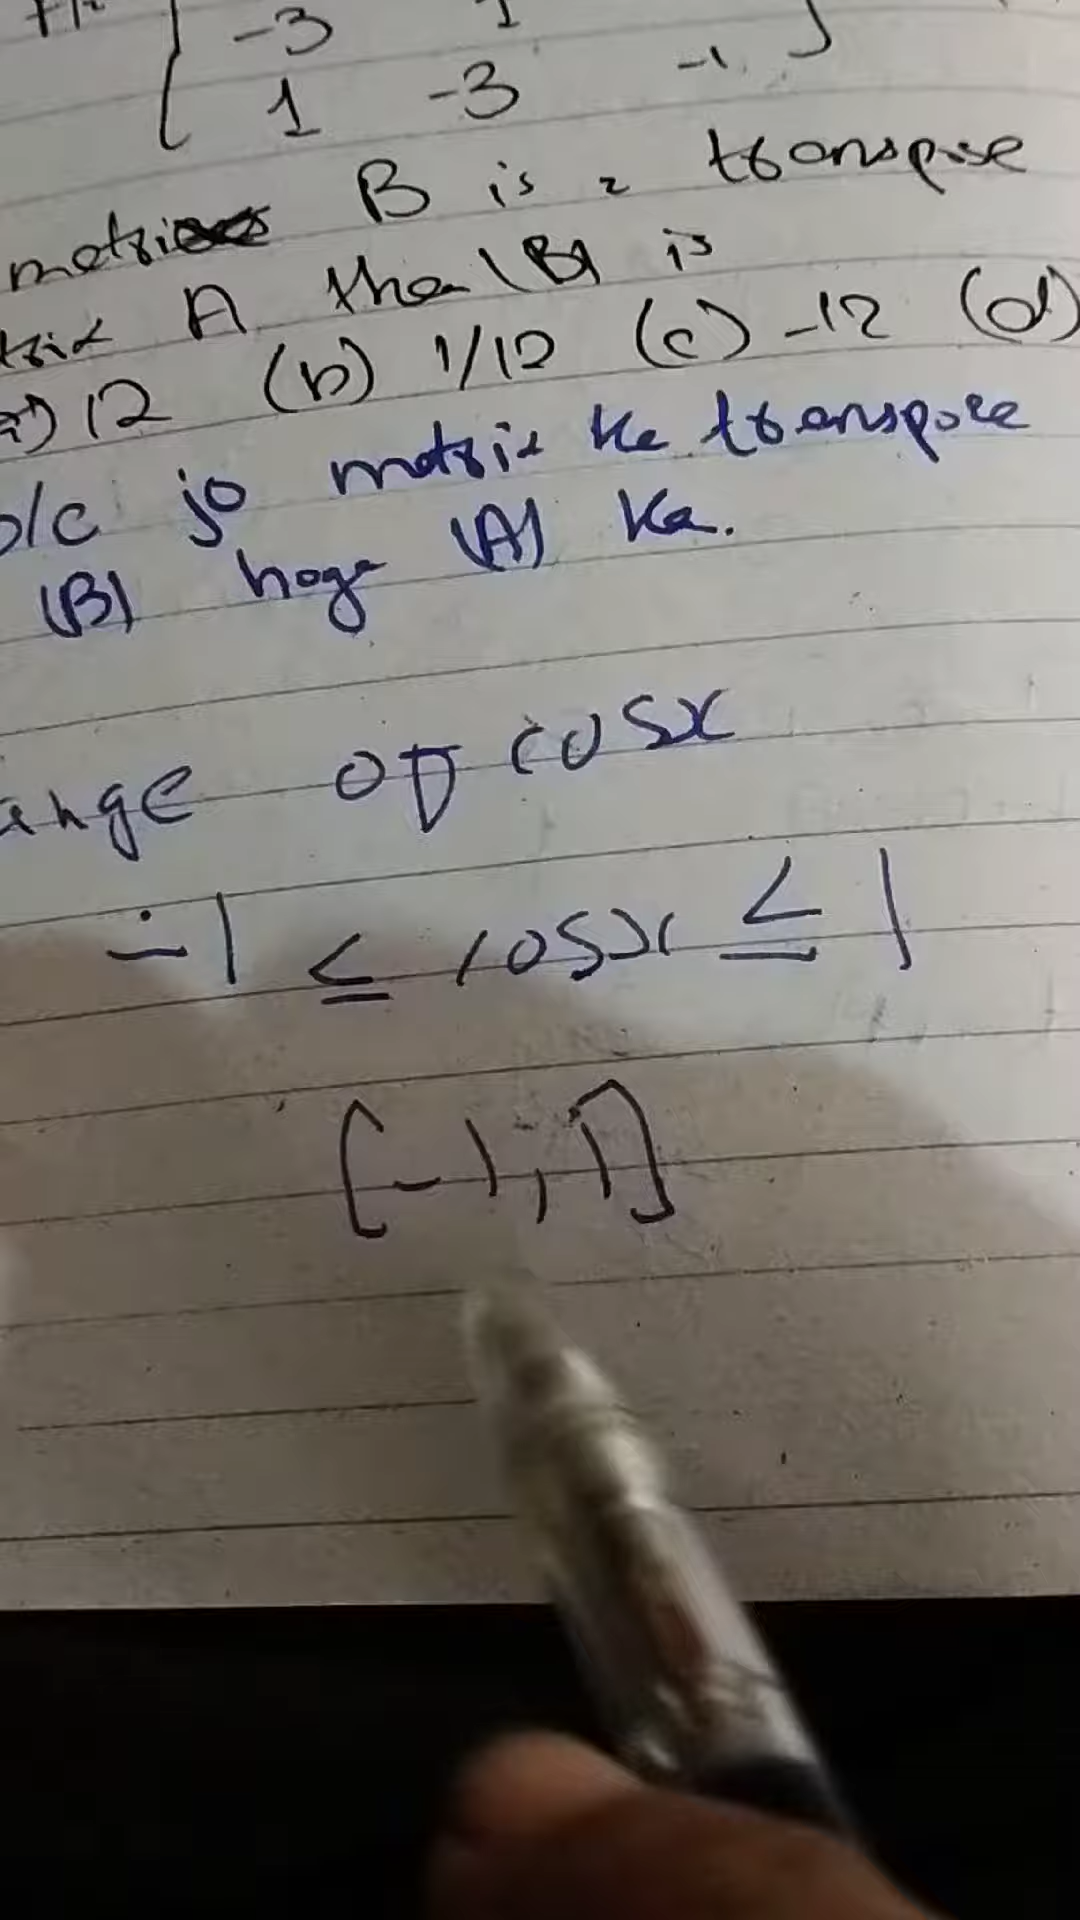 -3 1
1 -3 -1
B is a transpose
A then |B| is
12 (b) 1/12 (c) -12 (d)
b/c jo matrix ke transpose
|B| hoga |A| ka.
ange of cosx
-1 ≤ cosx ≤ 1
[-1, 1]